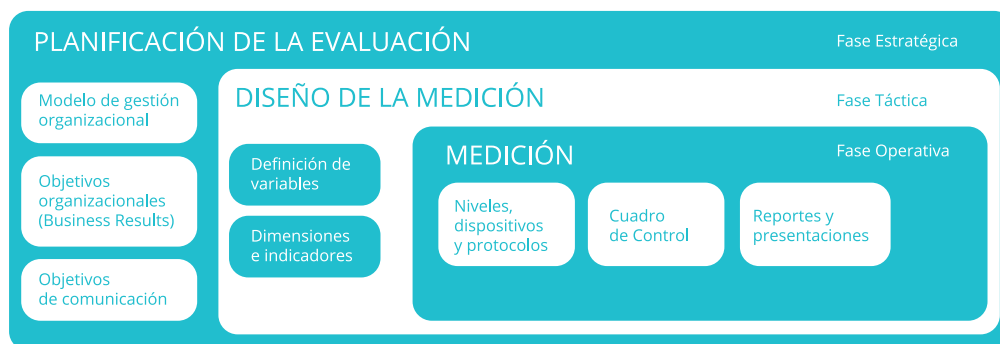 PLANIFICACIÓN DE LA EVALUACIÓN
Fase Estratégica
Modelo de gestión
organizacional
Objetivos
organizacionales
(Business Results)
Objetivos
de comunicación
DISEÑO DE LA MEDICIÓN
Fase Táctica
Definición de
variables
Dimensiones
e indicadores
MEDICIÓN
Fase Operativa
Niveles,
dispositivos
y protocolos
Cuadro
de Control
Reportes y
presentaciones